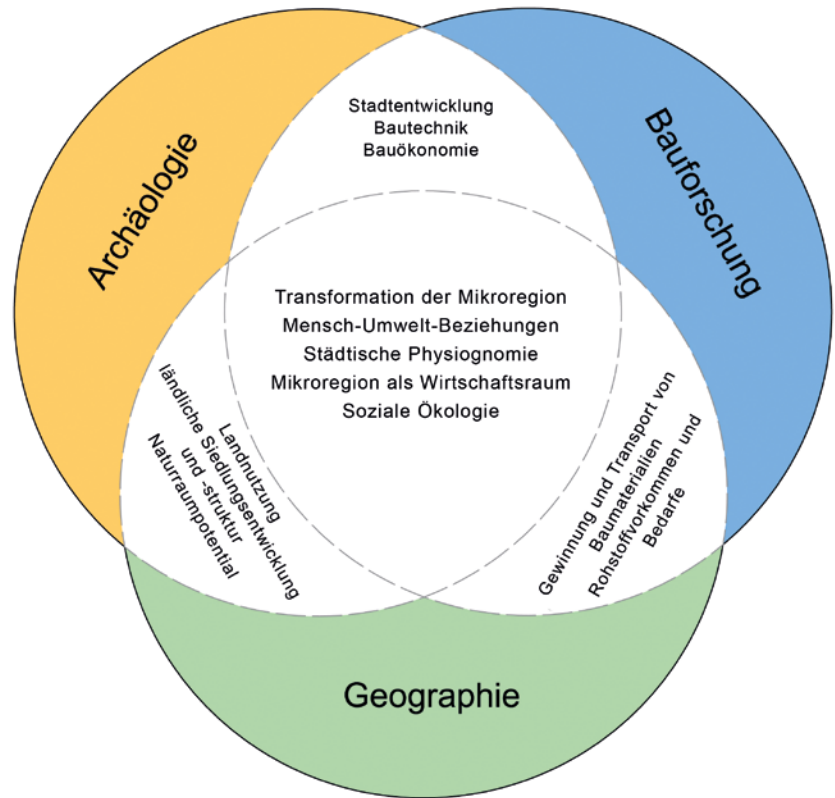 Archäologie
Bauforschung
Stadtentwicklung
Bautechnik
Bauökonomie
Transformation der Mikroregion
Mensch-Umwelt-Beziehungen
Städtische Physiognomie
Mikroregion als Wirtschaftsraum
Soziale Ökologie
Landnutzung
ländliche Siedlungsentwicklung
und -struktur
Naturraumpotential
Gewinnung und Transport von
Baumaterialien
Rohstoffvorkommen und
Bedarfe
Geographie